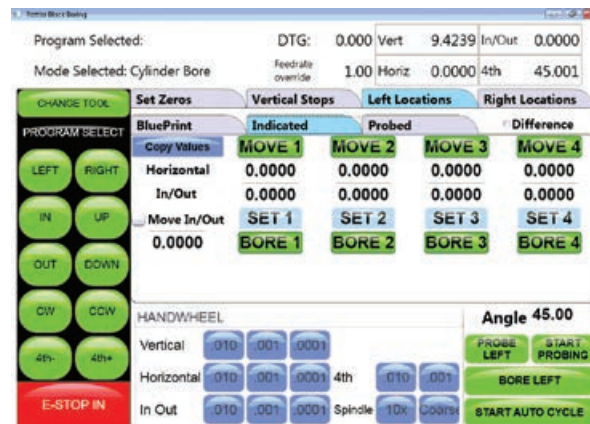 Rottler Block Boring
Program Selected: DTG: 0.000 Vert 9.4239 In/Out 0.0000
Mode Selected: Cylinder Bore Feedrate override 1.00 Horiz 0.0000 4th 45.001
CHANGE TOOL Set Zeros Vertical Stops Left Locations Right Locations
PROGRAM SELECT BluePrint Indicated Probed Difference
Copy Values MOVE 1 MOVE 2 MOVE 3 MOVE 4
LEFT RIGHT Horizontal 0.0000 0.0000 0.0000 0.0000
In/Out 0.0000 0.0000 0.0000 0.0000
IN UP Move In/Out SET 1 SET 2 SET 3 SET 4
0.0000 BORE 1 BORE 2 BORE 3 BORE 4
OUT DOWN
CW CCW HANDWHEEL Angle 45.00
Vertical .010 .001 .0001 PROBE LEFT START PROBING
4th- 4th+
Horizontal .010 .001 .0001 4th .010 .001 BORE LEFT
E-STOP IN In Out .010 .001 .0001 Spindle 10x Coarse START AUTO CYCLE